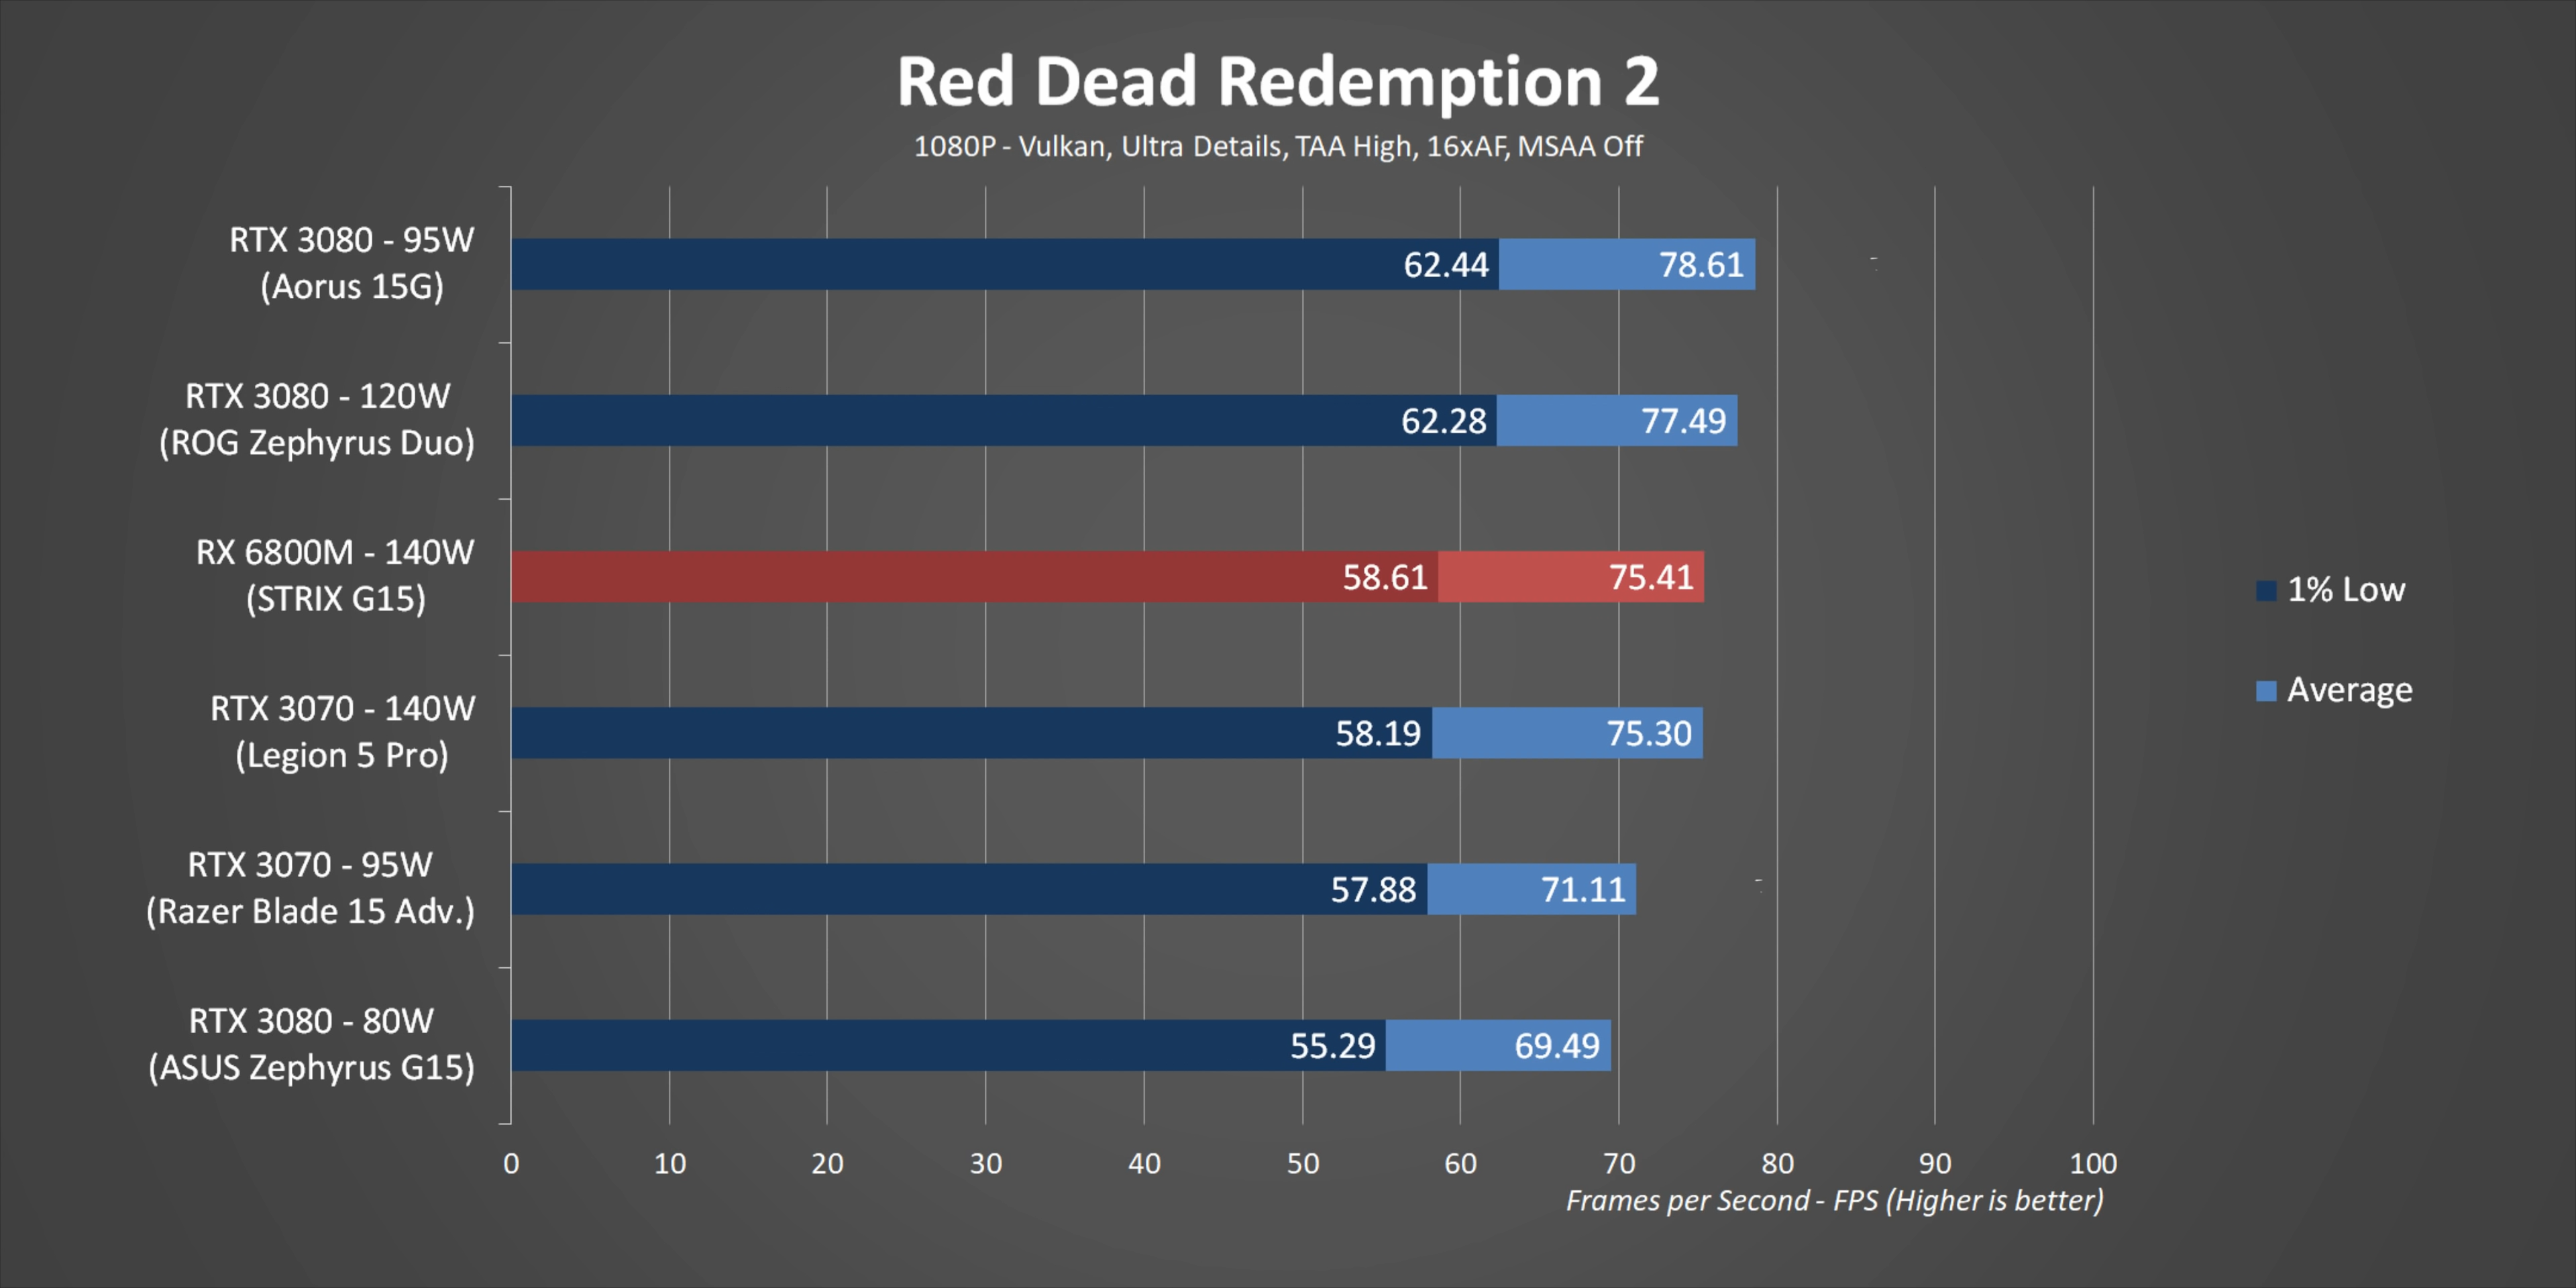 Red Dead Redemption 2
1080P - Vulkan, Ultra Details, TAA High, 16xAF, MSAA Off
RTX 3080 - 95W
(Aorus 15G)
62.44
78.61
RTX 3080 - 120W
(ROG Zephyrus Duo)
62.28
77.49
RX 6800M - 140W
(STRIX G15)
58.61
75.41
RTX 3070 - 140W
(Legion 5 Pro)
58.19
75.30
RTX 3070 - 95W
(Razer Blade 15 Adv.)
57.88
71.11
RTX 3080 - 80W
(ASUS Zephyrus G15)
55.29
69.49
1% Low
Average
0 10 20 30 40 50 60 70 80 90 100
Frames per Second - FPS (Higher is better)